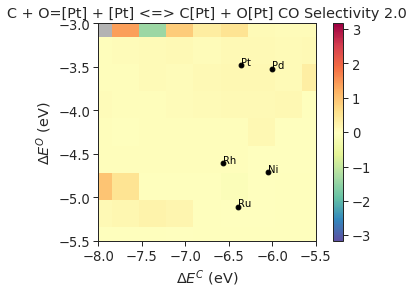 C + O=[Pt] + [Pt] <=> C[Pt] + O[Pt] CO Selectivity 2.0
−3.0
−3.5
−4.0
−4.5
−5.0
−5.5
ΔE^O (eV)
Pt
Pd
Rh
Ni
Ru
−8.0 −7.5 −7.0 −6.5 −6.0 −5.5
ΔE^C (eV)
3
2
1
0
−1
−2
−3